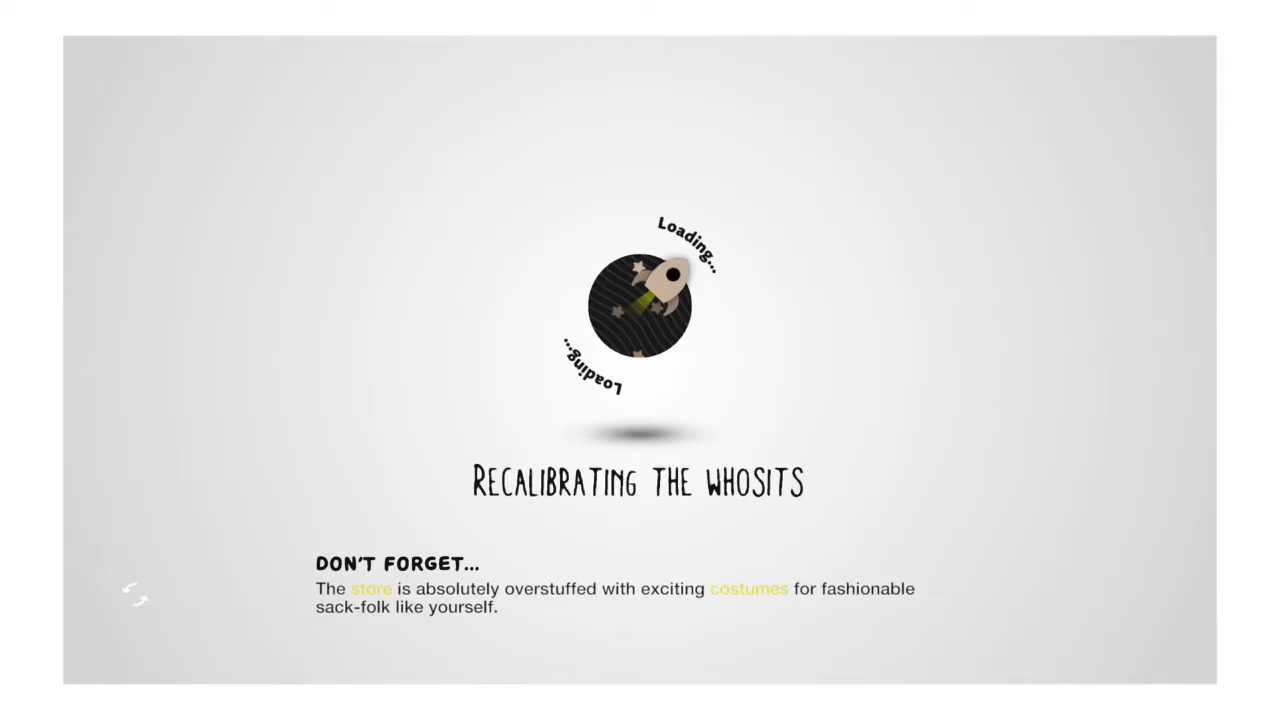 Loading...
Loading...
RECALIBRATING THE WHOSITS
DON'T FORGET...
The store is absolutely overstuffed with exciting costumes for fashionable
sack-folk like yourself.